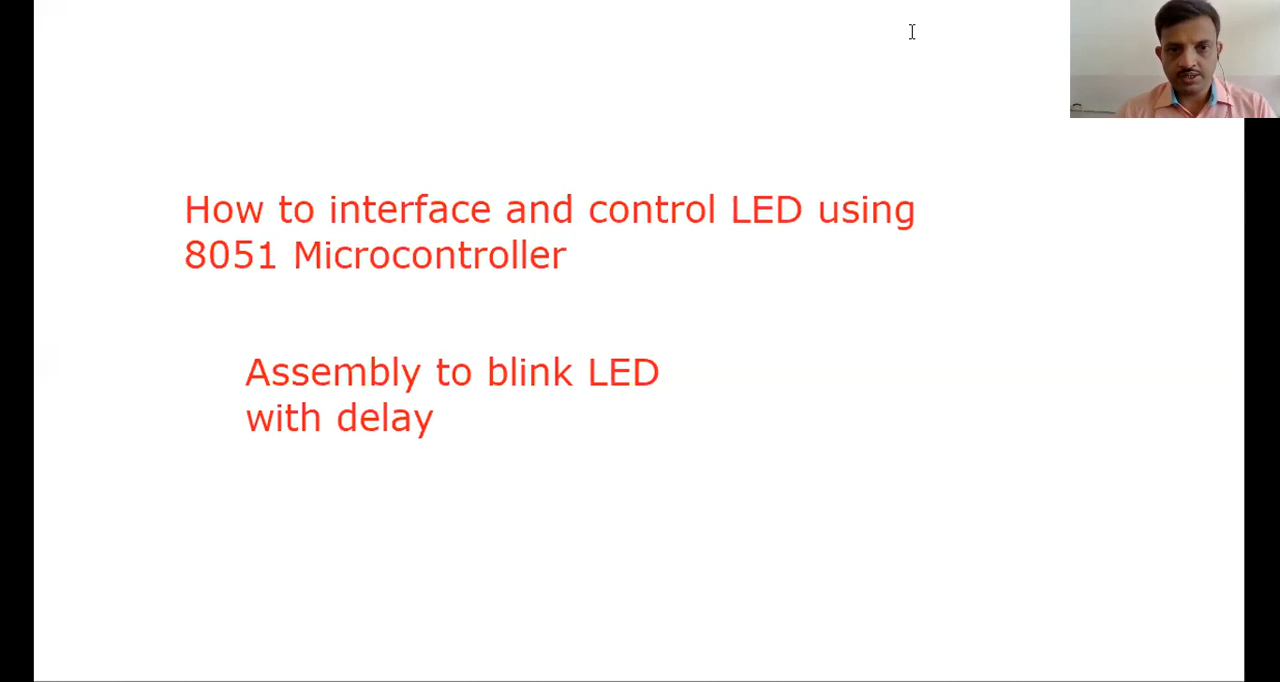 How to interface and control LED using
8051 Microcontroller
Assembly to blink LED
with delay